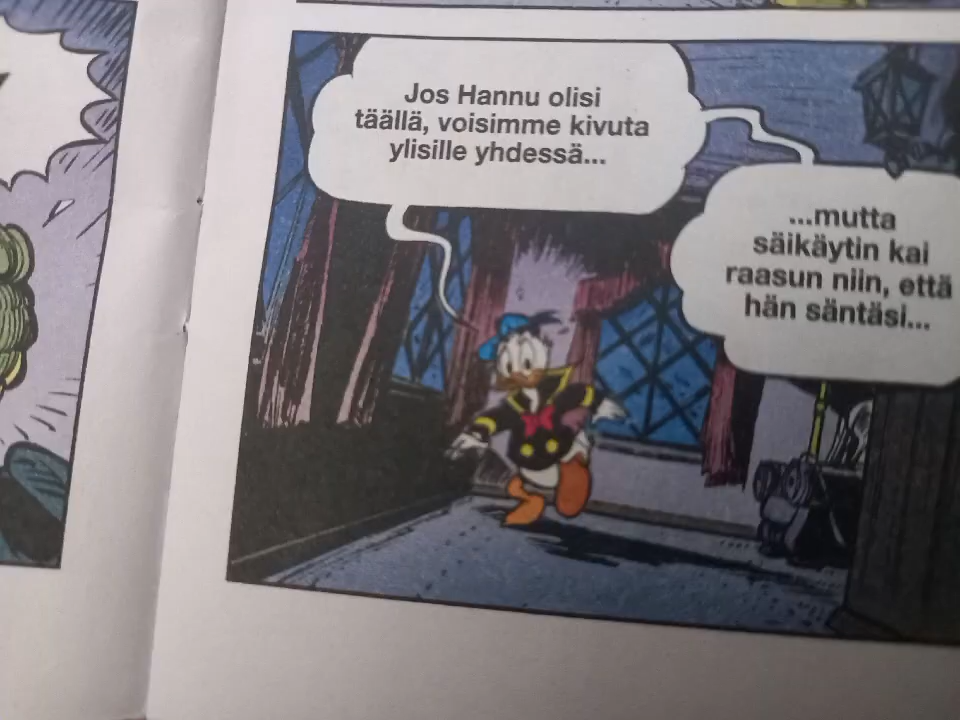 Jos Hannu olisi
täällä, voisimme kivuta
ylisille yhdessä...
...mutta
säikäytin kai
raasun niin, että
hän säntäsi...